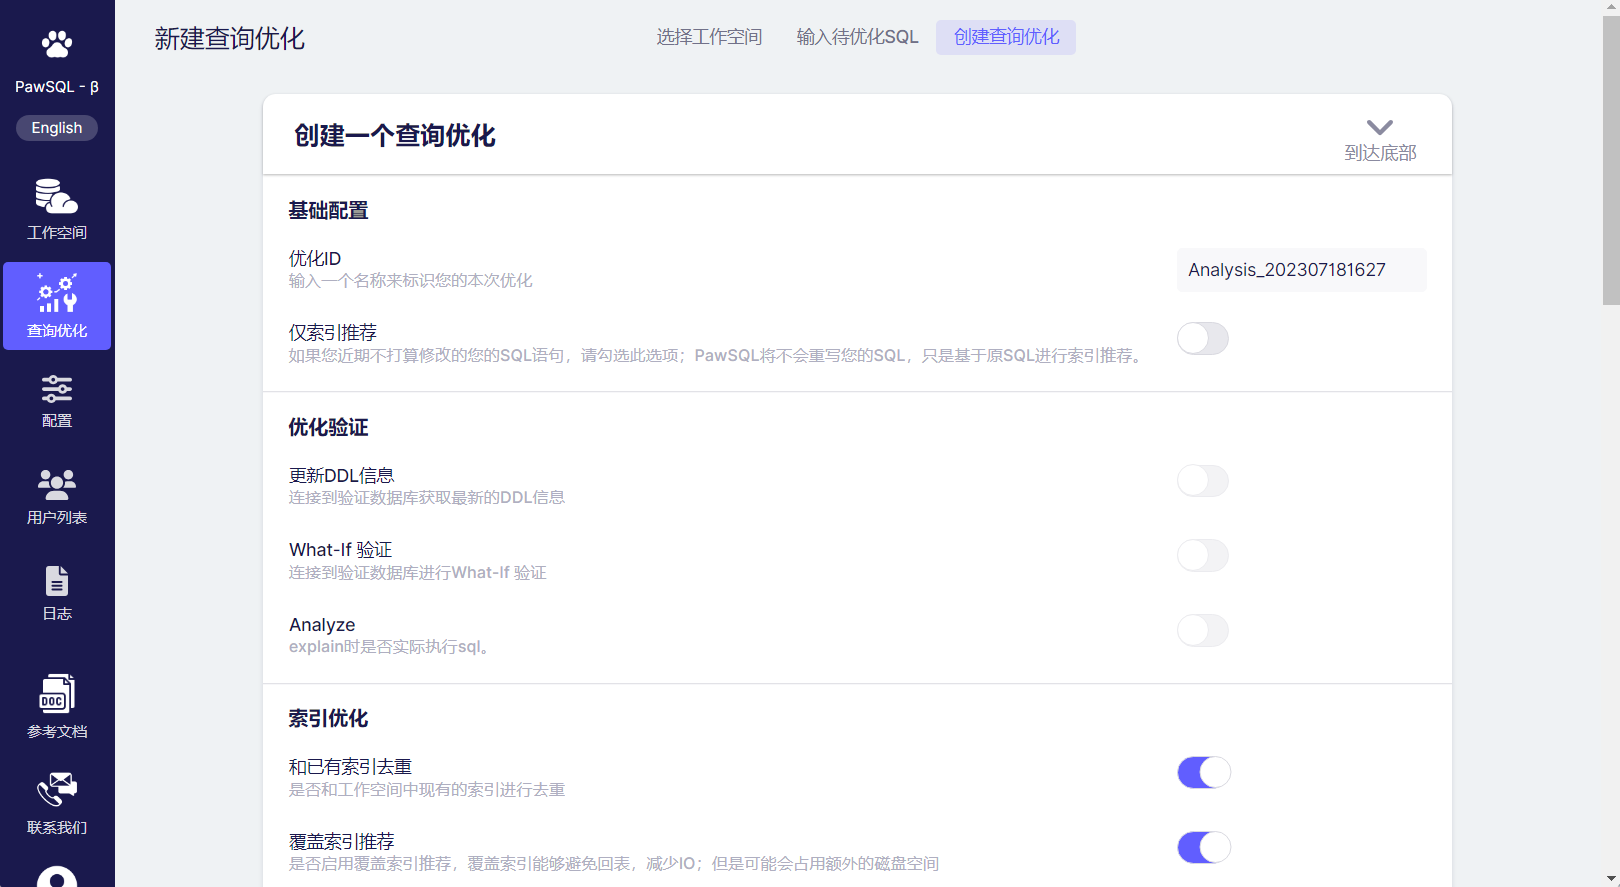 PawSQL - β
English
工作空间
查询优化
配置
用户列表
日志
DOC
参考文档
联系我们
新建查询优化
选择工作空间
输入待优化SQL
创建查询优化
创建一个查询优化
到达底部
基础配置
优化ID
输入一个名称来标识您的本次优化
Analysis_202307181627
仅索引推荐
如果您近期不打算修改的您的SQL语句，请勾选此选项；PawSQL将不会重写您的SQL，只是基于原SQL进行索引推荐。
优化验证
更新DDL信息
连接到验证数据库获取最新的DDL信息
What-If 验证
连接到验证数据库进行What-If 验证
Analyze
explain时是否实际执行sql。
索引优化
和已有索引去重
是否和工作空间中现有的索引进行去重
覆盖索引推荐
是否启用覆盖索引推荐，覆盖索引能够避免回表，减少IO；但是可能会占用额外的磁盘空间